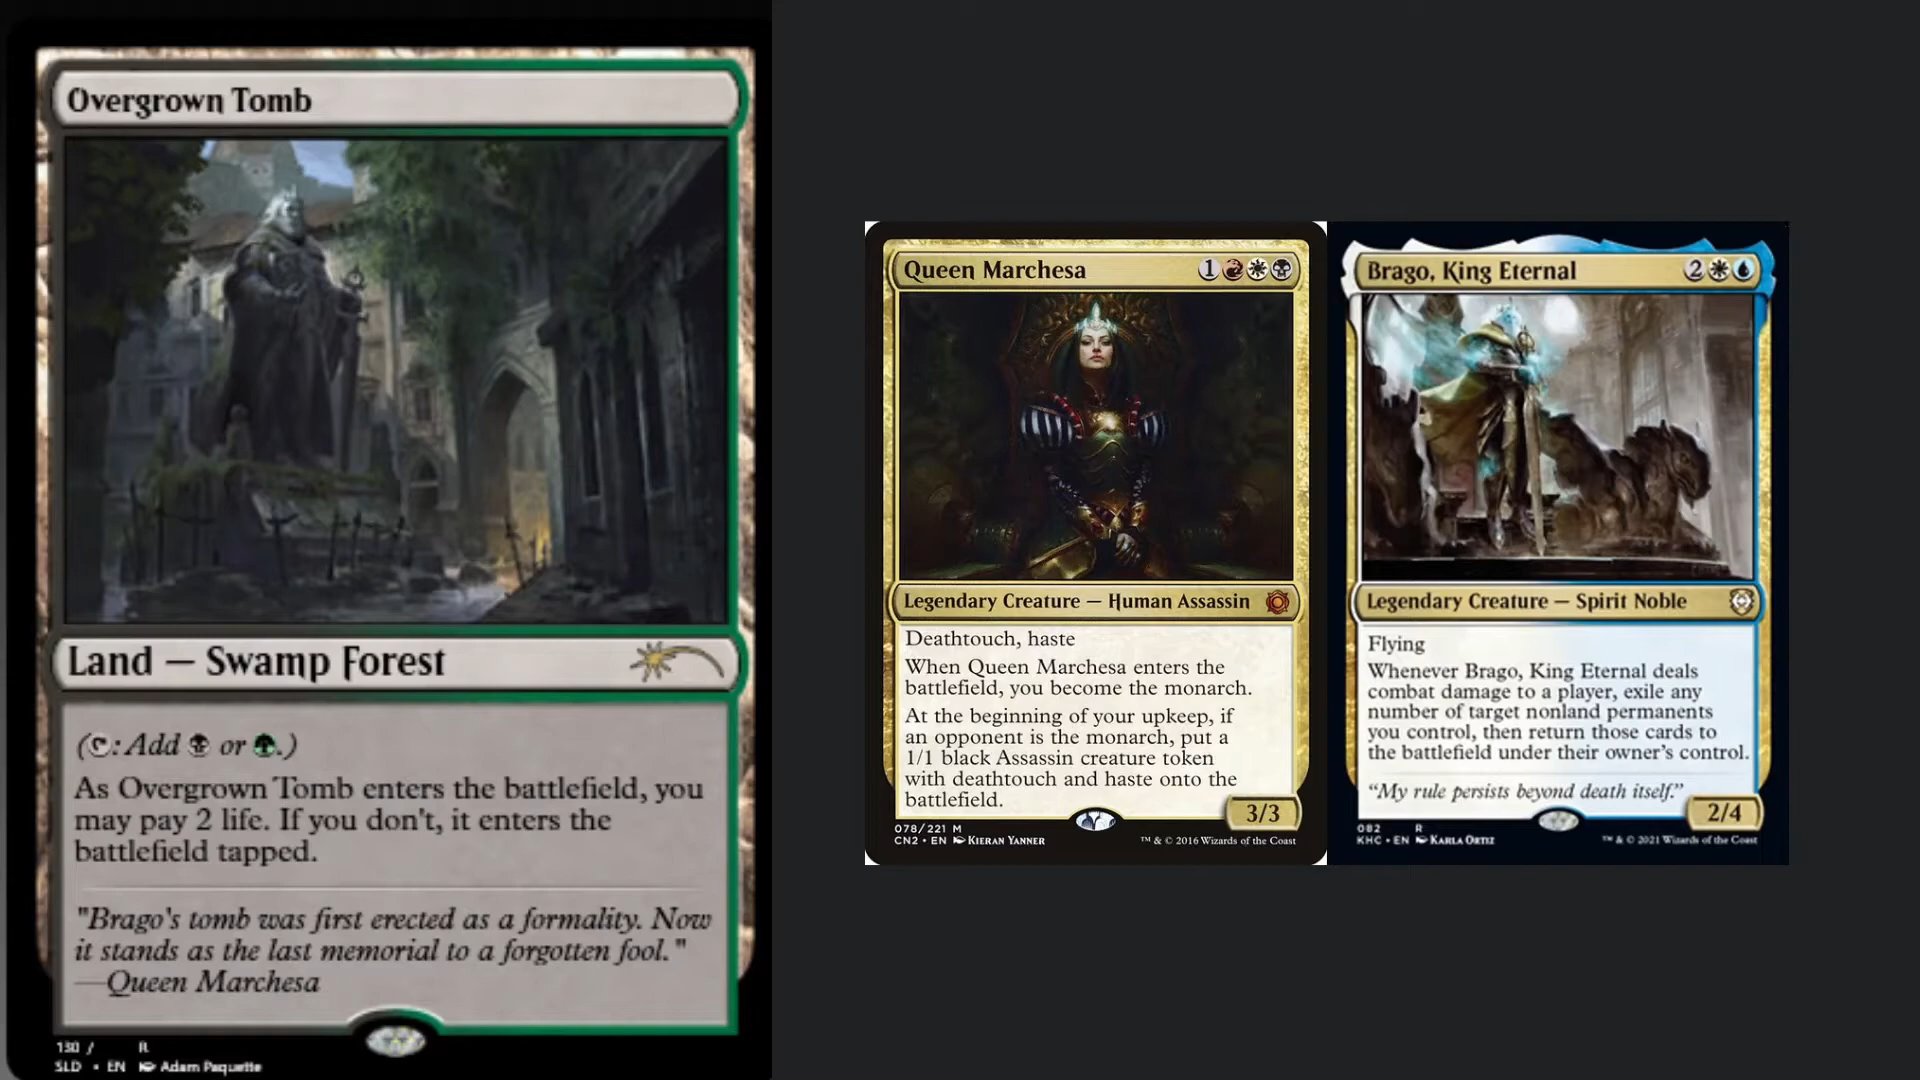 Overgrown Tomb
Land — Swamp Forest
( : Add or .)
As Overgrown Tomb enters the battlefield, you
may pay 2 life. If you don't, it enters the
battlefield tapped.
"Brago's tomb was first erected as a formality. Now
it stands as the last memorial to a forgotten fool."
—Queen Marchesa
130 / R
SLD • EN Adam Paquette
Queen Marchesa
1
Legendary Creature — Human Assassin
Deathtouch, haste
When Queen Marchesa enters the
battlefield, you become the monarch.
At the beginning of your upkeep, if
an opponent is the monarch, put a
1/1 black Assassin creature token
with deathtouch and haste onto the
battlefield.
3/3
078/221 M
CN2 • EN Kieran Yanner
™ & © 2016 Wizards of the Coast
Brago, King Eternal
2
Legendary Creature — Spirit Noble
Flying
Whenever Brago, King Eternal deals
combat damage to a player, exile any
number of target nonland permanents
you control, then return those cards to
the battlefield under their owner's control.
"My rule persists beyond death itself."
2/4
082 R
KHC • EN Karla Ortiz
™ & © 2021 Wizards of the Coast